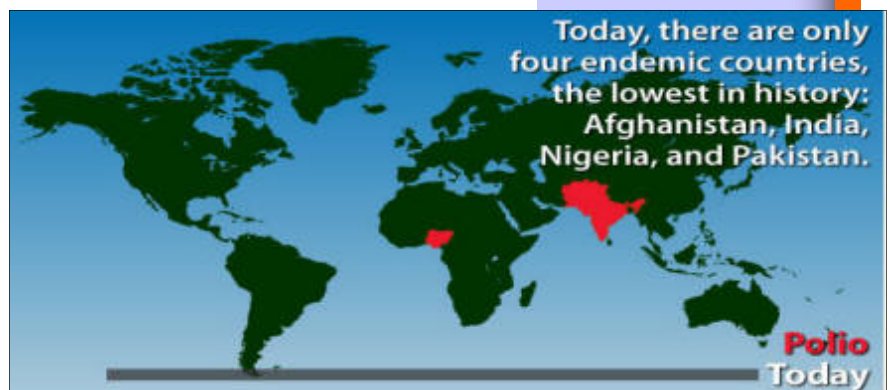 Today, there are only
four endemic countries,
the lowest in history:
Afghanistan, India,
Nigeria, and Pakistan.
Polio
Today